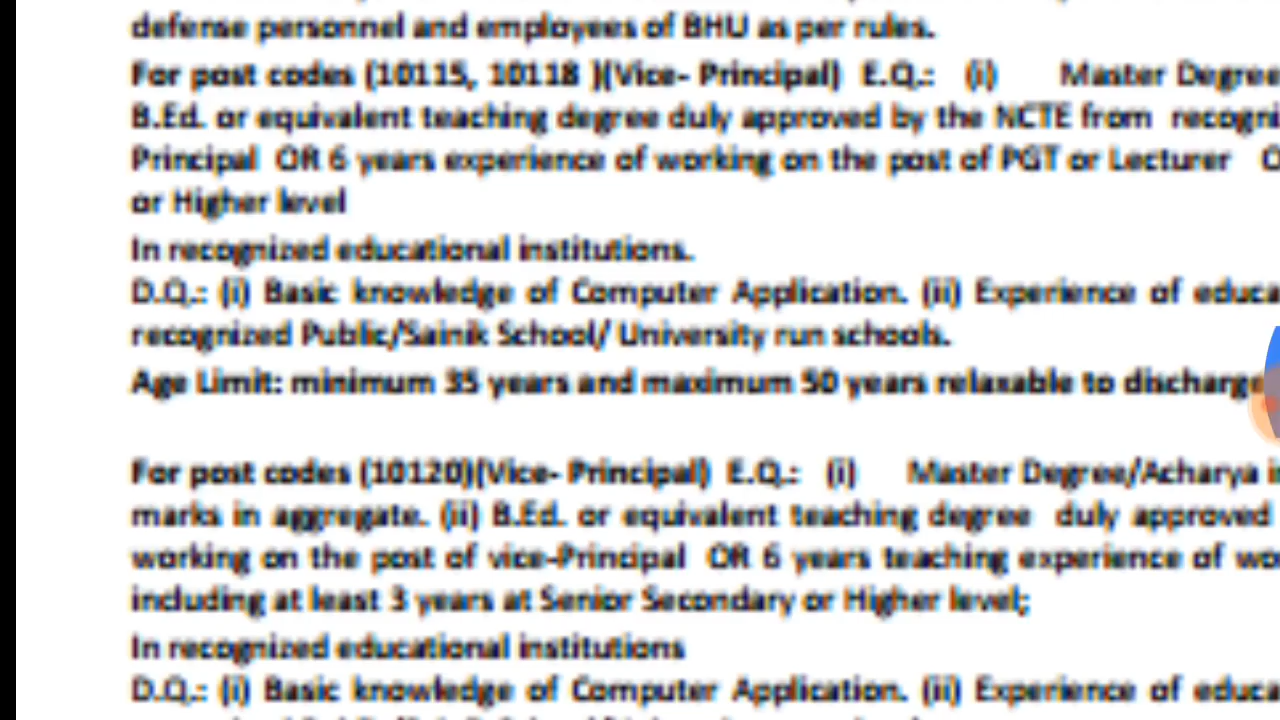 defense personnel and employees of BHU as per rules.
For post codes (10115, 10118 )(Vice- Principal) E.Q.: (i) Master Degree
B.Ed. or equivalent teaching degree duly approved by the NCTE from recogni
Principal OR 6 years experience of working on the post of PGT or Lecturer
or Higher level
In recognized educational institutions.
D.Q.: (i) Basic knowledge of Computer Application. (ii) Experience of educa
recognized Public/Sainik School/ University run schools.
Age Limit: minimum 35 years and maximum 50 years relaxable to discharge
For post codes (10120)(Vice- Principal) E.Q.: (i) Master Degree/Acharya i
marks in aggregate. (ii) B.Ed. or equivalent teaching degree duly approved
working on the post of vice-Principal OR 6 years teaching experience of wo
including at least 3 years at Senior Secondary or Higher level;
In recognized educational institutions
D.Q.: (i) Basic knowledge of Computer Application. (ii) Experience of educa